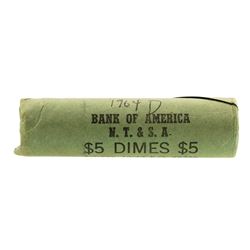 1964 D
BANK OF AMERICA
N. T. & S. A.
$5 DIMES $5